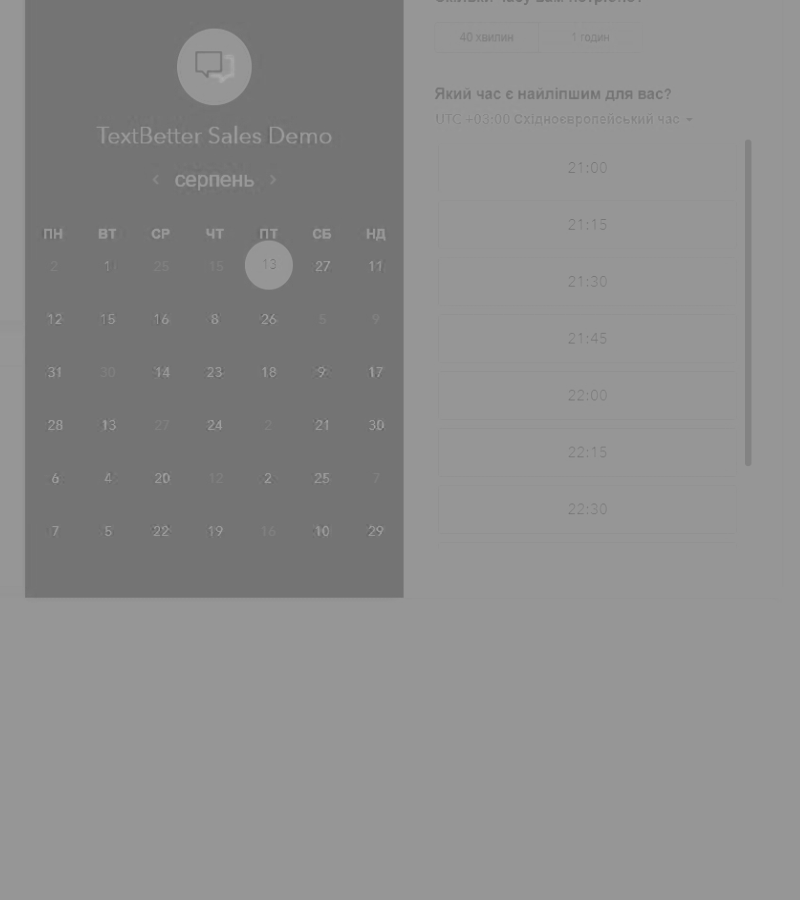 TextBetter Sales Demo
серпень
ПН ВТ СР ЧТ ПТ СБ НД
2 1 25 15 13 27 11
12 15 16 8 26 5 9
31 30 14 23 18 9 17
28 13 27 24 2 21 30
6 4 20 12 2 25 7
7 5 22 19 16 10 29
40 хвилин 1 годин
Який час є найліпшим для вас?
UTC +03:00 Східноєвропейський час
21:00
21:15
21:30
21:45
22:00
22:15
22:30